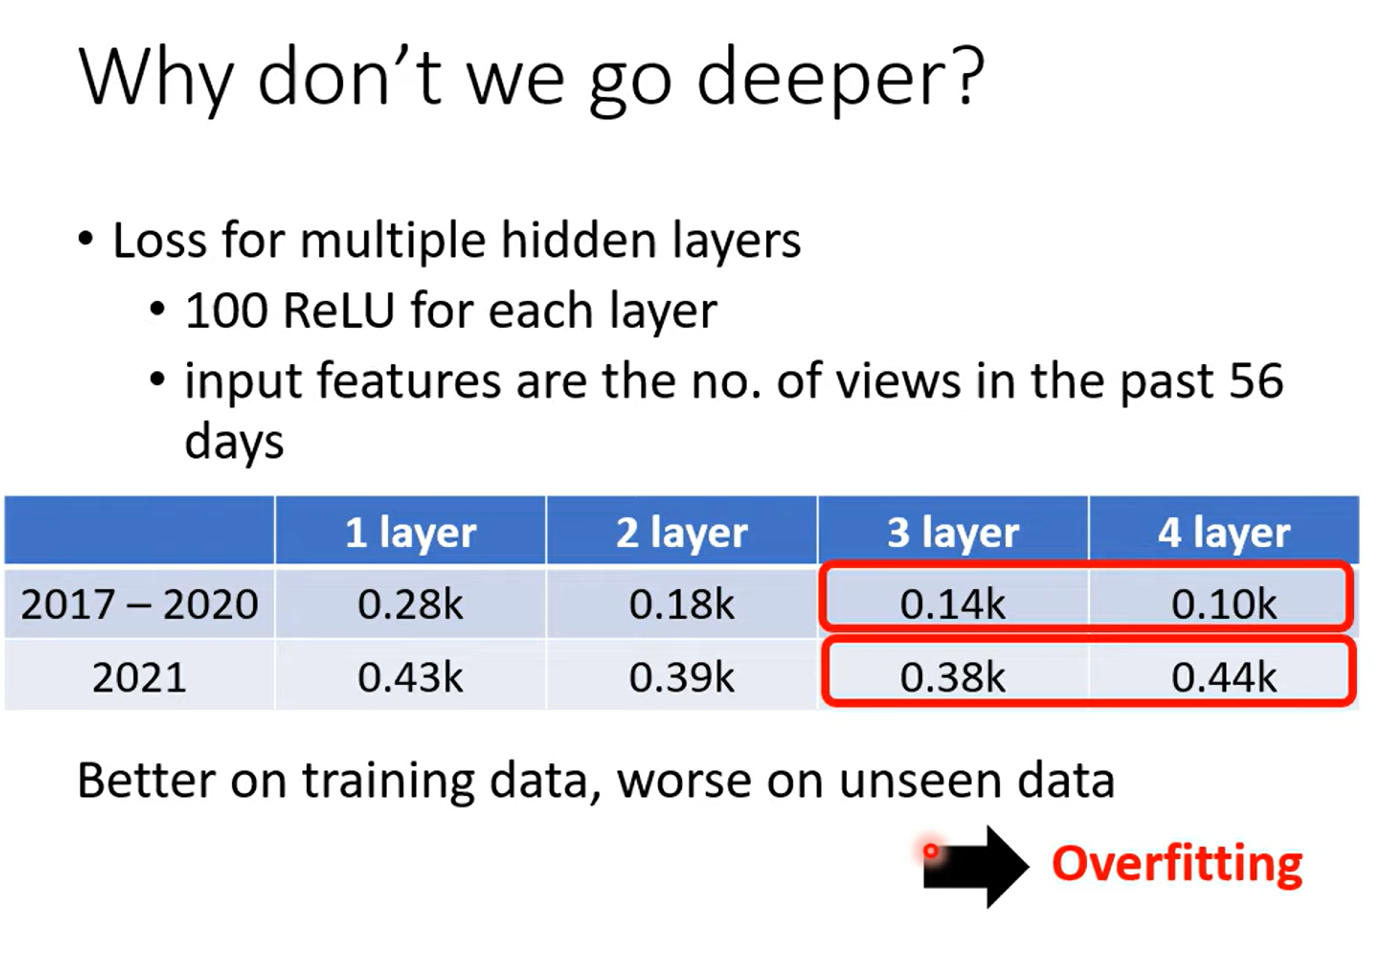 Why don’t we go deeper?
• Loss for multiple hidden layers
• 100 ReLU for each layer
• input features are the no. of views in the past 56
days
1 layer 2 layer 3 layer 4 layer
2017 – 2020 0.28k 0.18k 0.14k 0.10k
2021 0.43k 0.39k 0.38k 0.44k
Better on training data, worse on unseen data
Overfitting